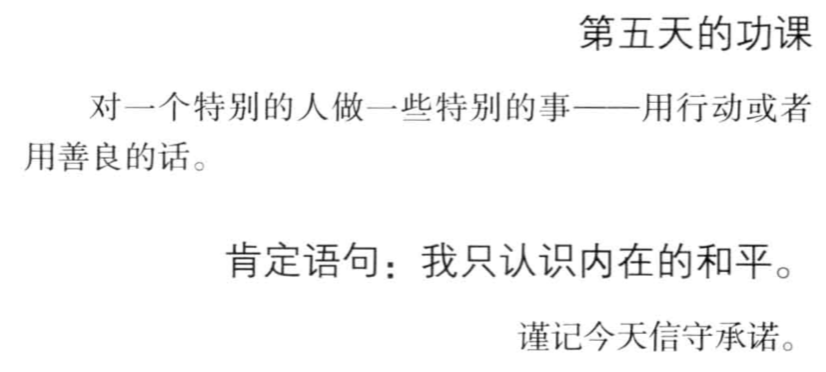 第五天的功课
对一个特别的人做一些特别的事——用行动或者
用善良的话。
肯定语句：我只认识内在的和平。
谨记今天信守承诺。